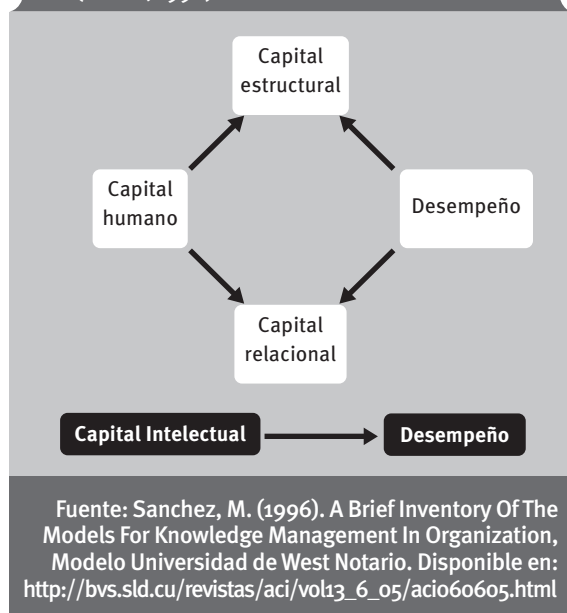 Capital
estructural
Capital
humano
Desempeño
Capital
relacional
Capital Intelectual
Desempeño
Fuente: Sanchez, M. (1996). A Brief Inventory Of The
Models For Knowledge Management In Organization,
Modelo Universidad de West Notario. Disponible en:
http://bvs.sld.cu/revistas/aci/vol13_6_05/aci060605.html